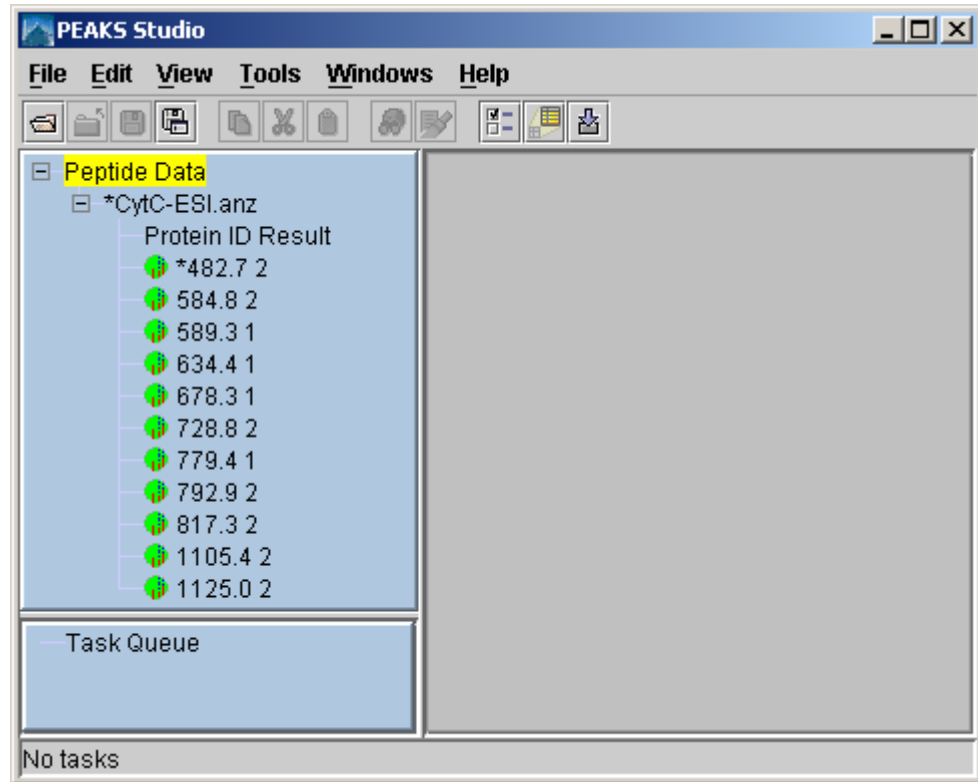 PEAKS Studio
File Edit View Tools Windows Help
Peptide Data
*CytC-ESI.anz
Protein ID Result
*482.7 2
584.8 2
589.3 1
634.4 1
678.3 1
728.8 2
779.4 1
792.9 2
817.3 2
1105.4 2
1125.0 2
Task Queue
No tasks